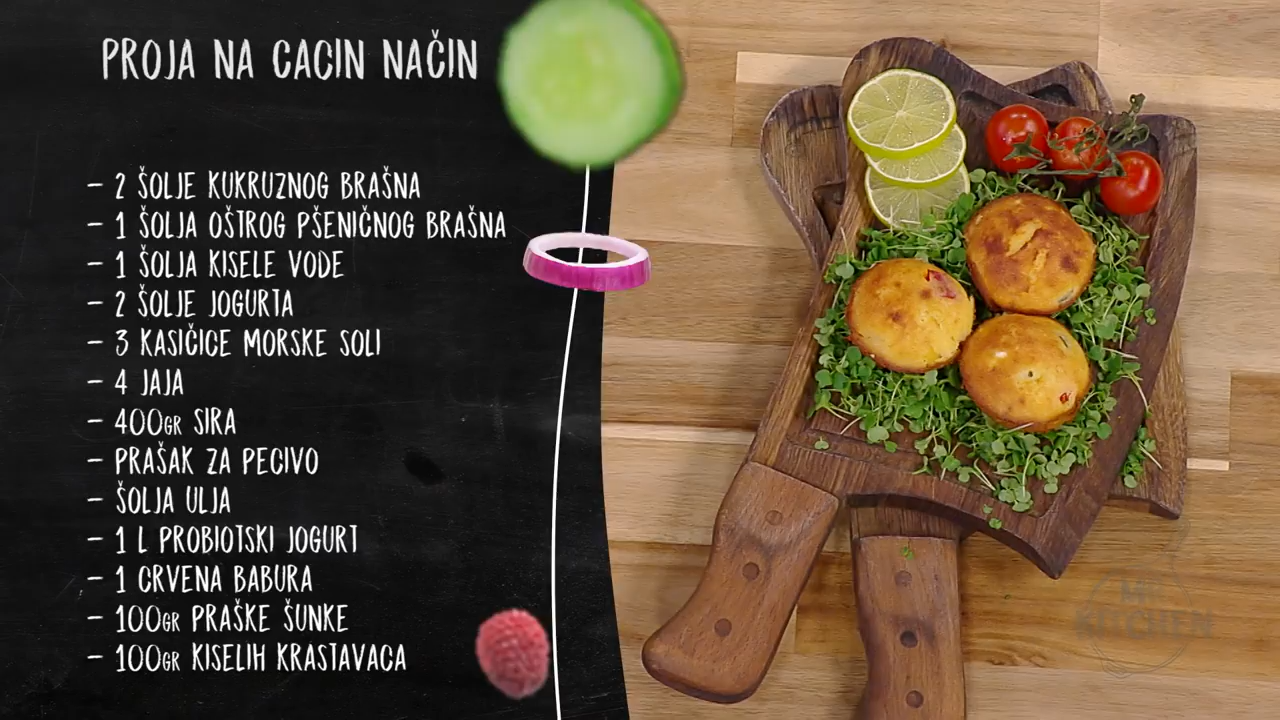 PROJA NA CACIN NAČIN
- 2 ŠOLJE KUKRUZNOG BRAŠNA
- 1 ŠOLJA OŠTROG PŠENIČNOG BRAŠNA
- 1 ŠOLJA KISELE VODE
- 2 ŠOLJE JOGURTA
- 3 KASIČICE MORSKE SOLI
- 4 JAJA
- 400GR SIRA
- PRAŠAK ZA PECIVO
- ŠOLJA ULJA
- 1 L PROBIOTSKI JOGURT
- 1 CRVENA BABURA
- 100GR PRAŠKE ŠUNKE
- 100GR KISELIH KRASTAVACA
KITCHEN